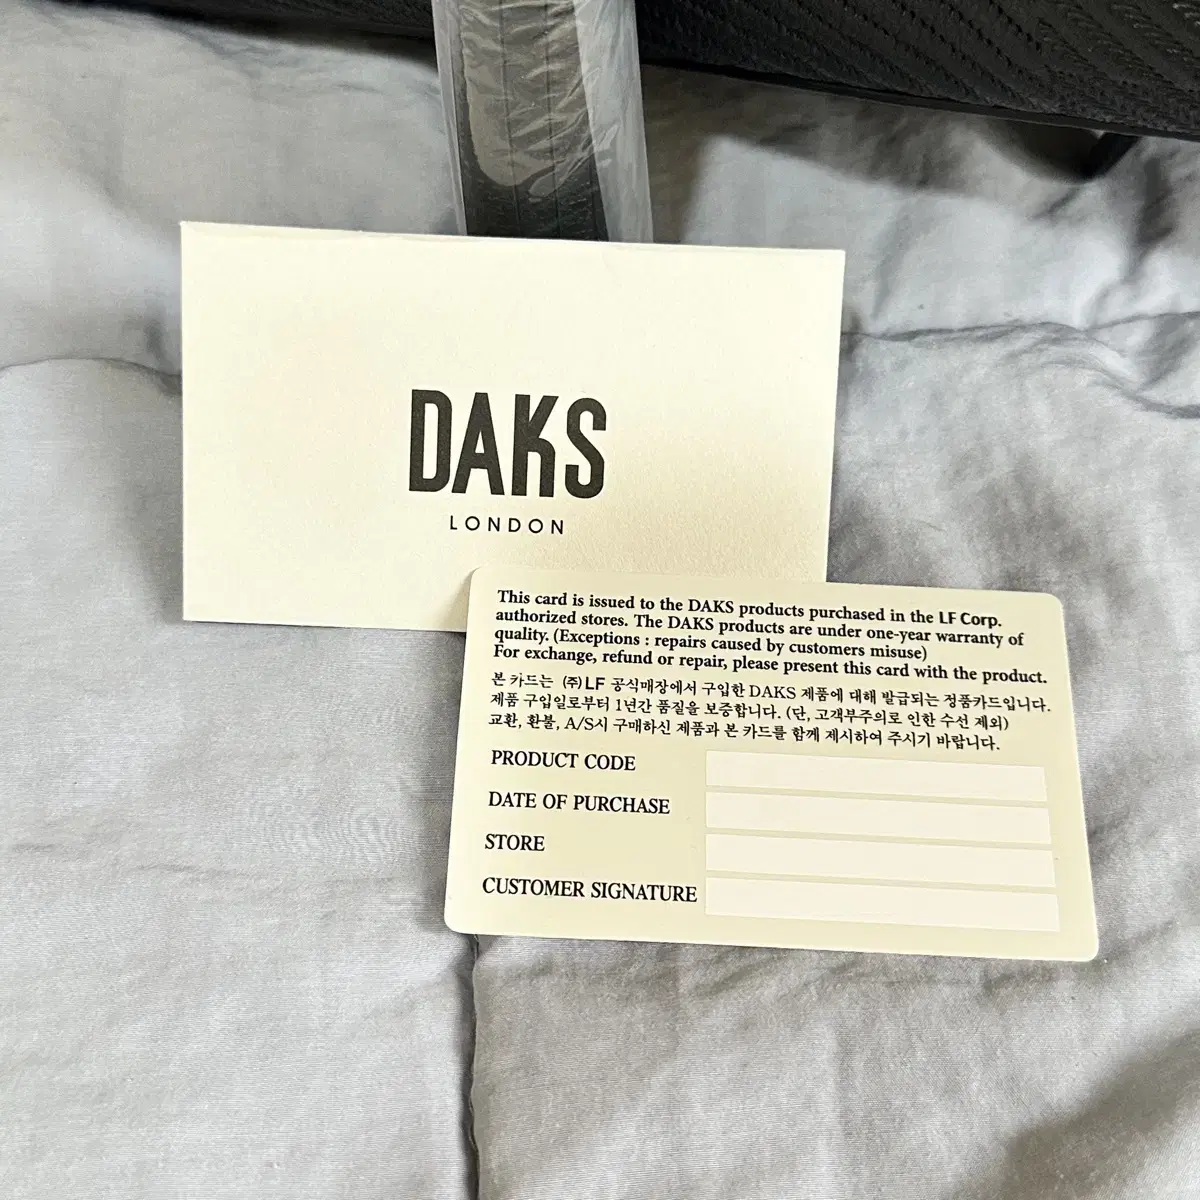 DAKS
LONDON
This card is issued to the DAKS products purchased in the LF Corp.
authorized stores. The DAKS products are under one-year warranty of
quality. (Exceptions : repairs caused by customers misuse)
For exchange, refund or repair, please present this card with the product.
본 카드는 ㈜LF 공식매장에서 구입한 DAKS 제품에 대해 발급되는 정품카드입니다.
제품 구입일로부터 1년간 품질을 보증합니다. (단, 고객부주의로 인한 수선 제외)
교환, 환불, A/S시 구매하신 제품과 본 카드를 함께 제시하여 주시기 바랍니다.
PRODUCT CODE
DATE OF PURCHASE
STORE
CUSTOMER SIGNATURE